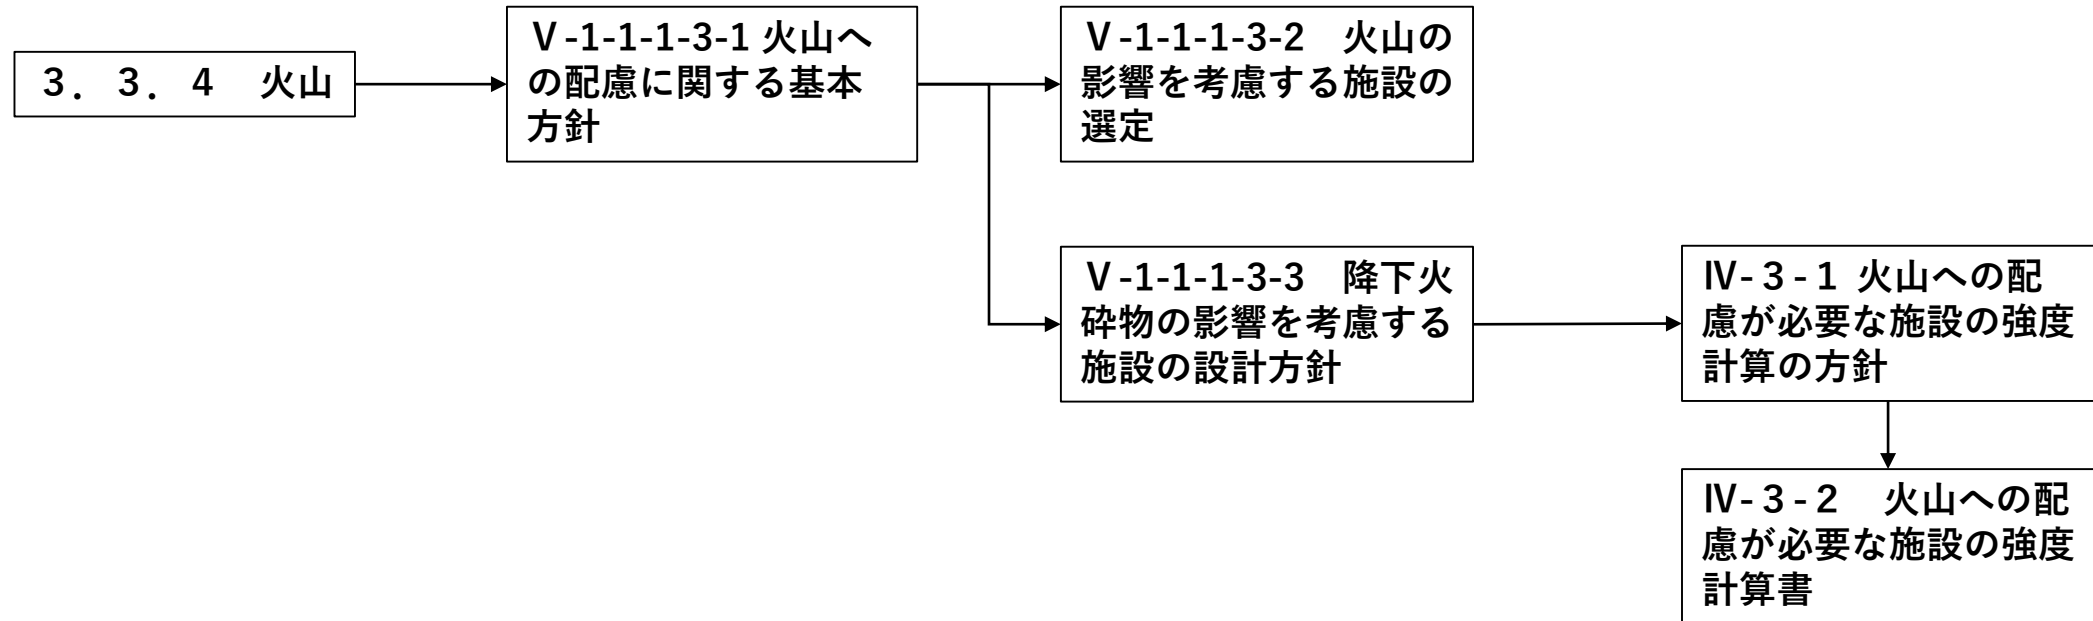 ３．３．４　火山
Ⅴ-1-1-1-3-1 火山へ
の配慮に関する基本
方針
Ⅴ-1-1-1-3-2　火山の
影響を考慮する施設の
選定
Ⅴ-1-1-1-3-3　降下火
砕物の影響を考慮する
施設の設計方針
Ⅳ-３-１ 火山への配
慮が必要な施設の強度
計算の方針
Ⅳ-３-２　火山への配
慮が必要な施設の強度
計算書